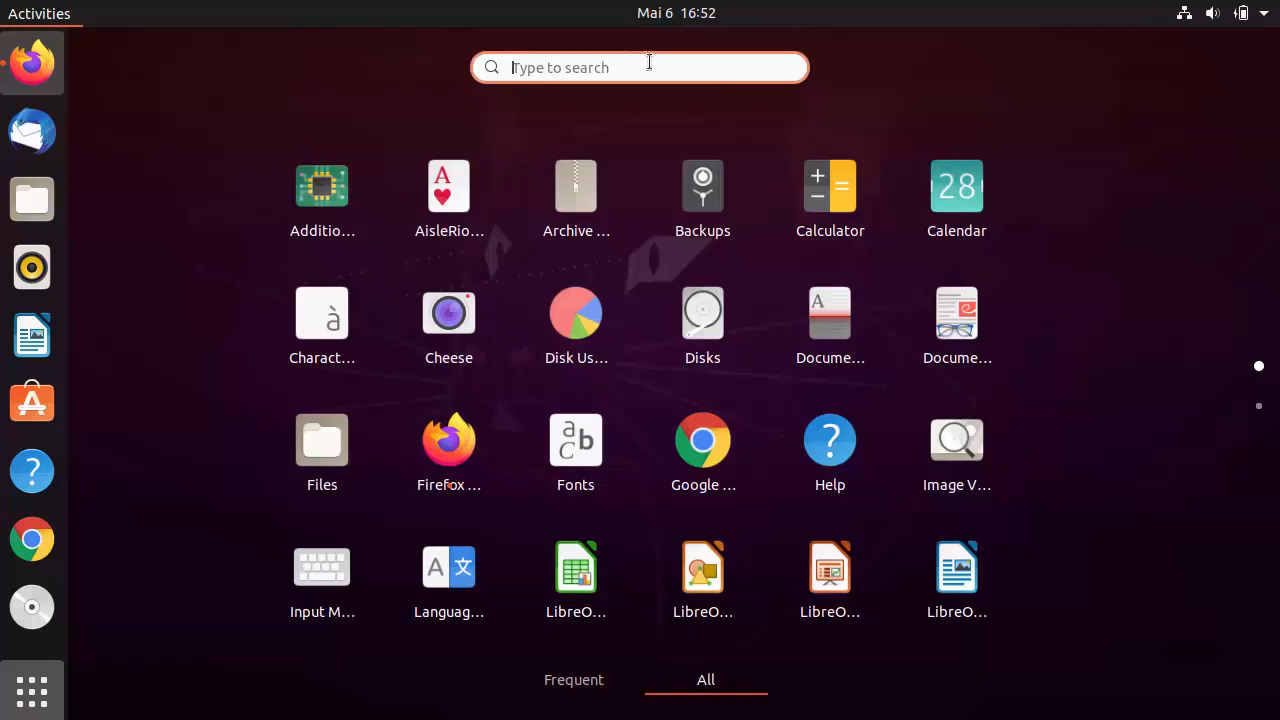 Activities
Mai 6 16:52
Type to search
Additio...
AisleRio...
Archive ...
Backups
Calculator
Calendar
28
Charact...
Cheese
Disk Us...
Disks
Docume...
Docume...
Files
Firefox ...
Fonts
Google ...
Help
Image V...
Input M...
Languag...
LibreO...
LibreO...
LibreO...
LibreO...
Frequent
All